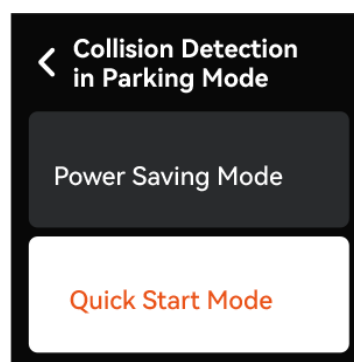 Collision Detection
in Parking Mode
Power Saving Mode
Quick Start Mode